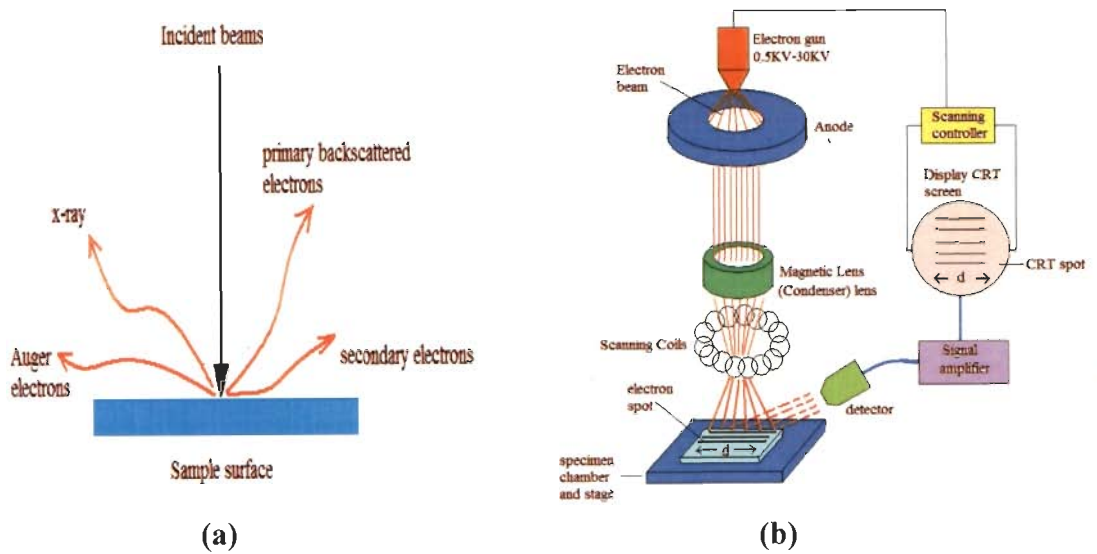 Incident beams
primary backscattered
electrons
x-ray
Auger
electrons
secondary electrons
Sample surface
(a)
Electron gun
0.5KV-30KV
Electron
beam
Anode
Scanning
controller
Display CRT
screen
d
CRT spot
Magnetic Lens
(Condenser) lens
Scanning Coils
Signal
amplifier
electron
spot
detector
d
specimen
chamber
and stage
(b)